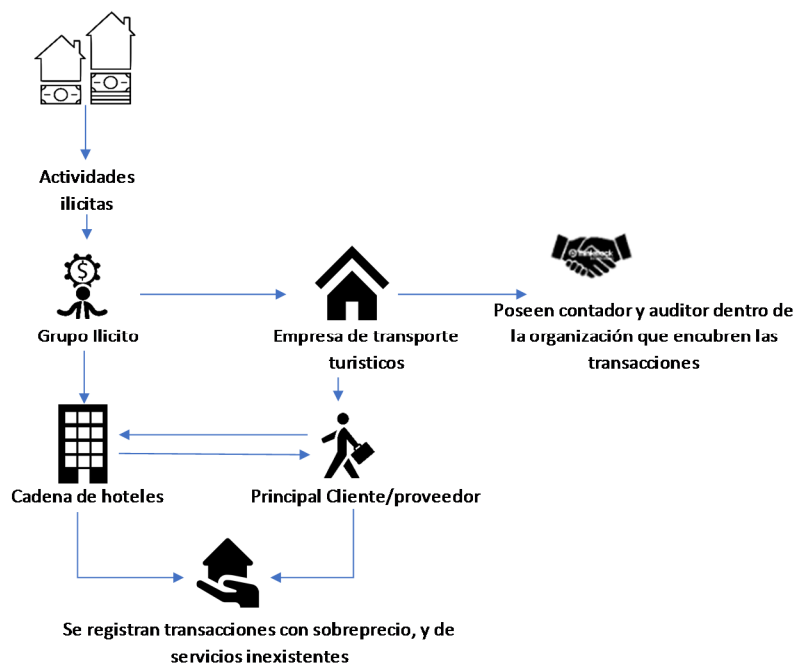 Actividades
ilicitas
Grupo Ilicito
Empresa de transporte
turisticos
Poseen contador y auditor dentro de
la organización que encubren las
transacciones
Cadena de hoteles
Principal Cliente/proveedor
Se registran transacciones con sobreprecio, y de
servicios inexistentes